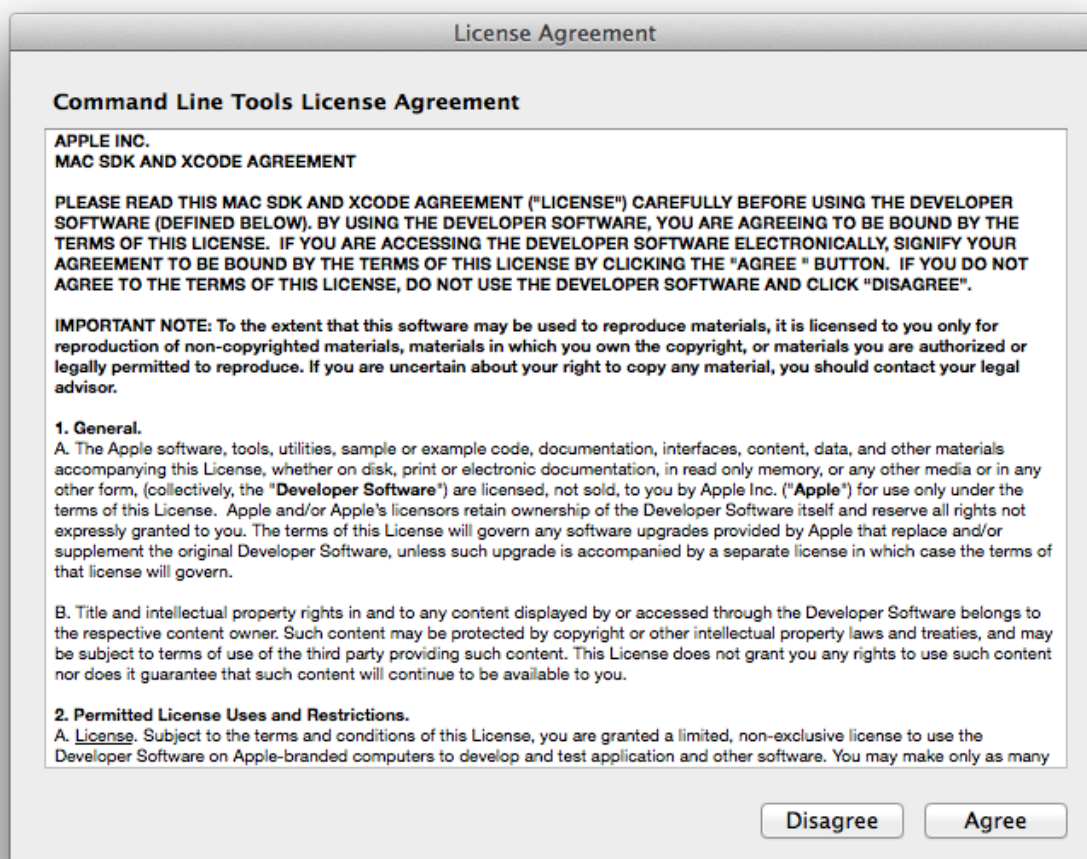 License Agreement
Command Line Tools License Agreement
APPLE INC.
MAC SDK AND XCODE AGREEMENT
PLEASE READ THIS MAC SDK AND XCODE AGREEMENT ("LICENSE") CAREFULLY BEFORE USING THE DEVELOPER
SOFTWARE (DEFINED BELOW). BY USING THE DEVELOPER SOFTWARE, YOU ARE AGREEING TO BE BOUND BY THE
TERMS OF THIS LICENSE.  IF YOU ARE ACCESSING THE DEVELOPER SOFTWARE ELECTRONICALLY, SIGNIFY YOUR
AGREEMENT TO BE BOUND BY THE TERMS OF THIS LICENSE BY CLICKING THE "AGREE " BUTTON.  IF YOU DO NOT
AGREE TO THE TERMS OF THIS LICENSE, DO NOT USE THE DEVELOPER SOFTWARE AND CLICK “DISAGREE”.
IMPORTANT NOTE: To the extent that this software may be used to reproduce materials, it is licensed to you only for
reproduction of non-copyrighted materials, materials in which you own the copyright, or materials you are authorized or
legally permitted to reproduce. If you are uncertain about your right to copy any material, you should contact your legal
advisor.
1. General.
A. The Apple software, tools, utilities, sample or example code, documentation, interfaces, content, data, and other materials
accompanying this License, whether on disk, print or electronic documentation, in read only memory, or any other media or in any
other form, (collectively, the "Developer Software") are licensed, not sold, to you by Apple Inc. ("Apple") for use only under the
terms of this License.  Apple and/or Apple's licensors retain ownership of the Developer Software itself and reserve all rights not
expressly granted to you. The terms of this License will govern any software upgrades provided by Apple that replace and/or
supplement the original Developer Software, unless such upgrade is accompanied by a separate license in which case the terms of
that license will govern.
B. Title and intellectual property rights in and to any content displayed by or accessed through the Developer Software belongs to
the respective content owner. Such content may be protected by copyright or other intellectual property laws and treaties, and may
be subject to terms of use of the third party providing such content. This License does not grant you any rights to use such content
nor does it guarantee that such content will continue to be available to you.
2. Permitted License Uses and Restrictions.
A. License. Subject to the terms and conditions of this License, you are granted a limited, non-exclusive license to use the
Developer Software on Apple-branded computers to develop and test application and other software. You may make only as many
Disagree
Agree